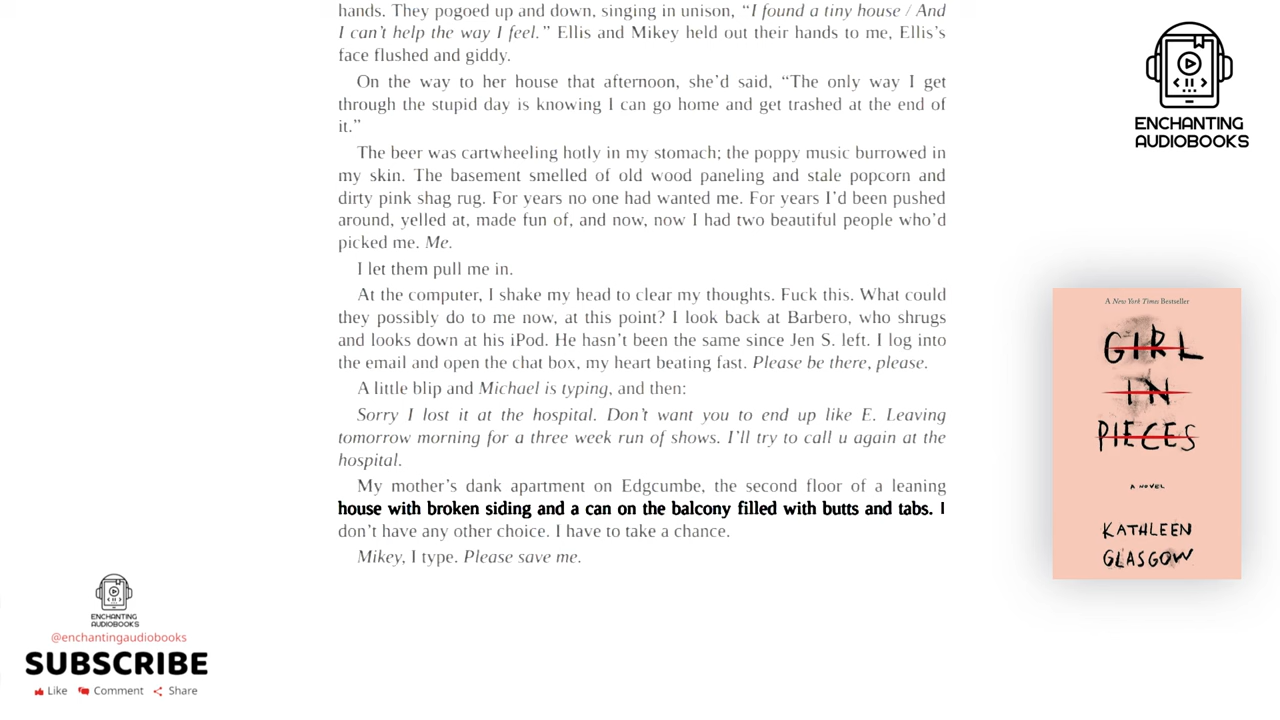 hands. They pogoed up and down, singing in unison, “I found a tiny house / And
I can’t help the way I feel.” Ellis and Mikey held out their hands to me, Ellis’s
face flushed and giddy.
On the way to her house that afternoon, she’d said, “The only way I get
through the stupid day is knowing I can go home and get trashed at the end of
it.”
The beer was cartwheeling hotly in my stomach; the poppy music burrowed in
my skin. The basement smelled of old wood paneling and stale popcorn and
dirty pink shag rug. For years no one had wanted me. For years I’d been pushed
around, yelled at, made fun of, and now, now I had two beautiful people who’d
picked me. Me.
I let them pull me in.
At the computer, I shake my head to clear my thoughts. Fuck this. What could
they possibly do to me now, at this point? I look back at Barbero, who shrugs
and looks down at his iPod. He hasn’t been the same since Jen S. left. I log into
the email and open the chat box, my heart beating fast. Please be there, please.
A little blip and Michael is typing, and then:
Sorry I lost it at the hospital. Don’t want you to end up like E. Leaving
tomorrow morning for a three week run of shows. I’ll try to call u again at the
hospital.
My mother’s dank apartment on Edgcumbe, the second floor of a leaning
house with broken siding and a can on the balcony filled with butts and tabs. I
don’t have any other choice. I have to take a chance.
Mikey, I type. Please save me.
ENCHANTING
AUDIOBOOKS
A New York Times Bestseller
GIRL
IN
PIECES
A NOVEL
KATHLEEN
GLASGOW
ENCHANTING
AUDIOBOOKS
@enchantingaudiobooks
SUBSCRIBE
Like Comment Share